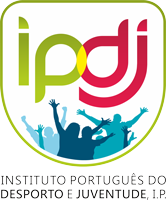 ipdj
INSTITUTO PORTUGUÊS DO
DESPORTO E JUVENTUDE, I.P.